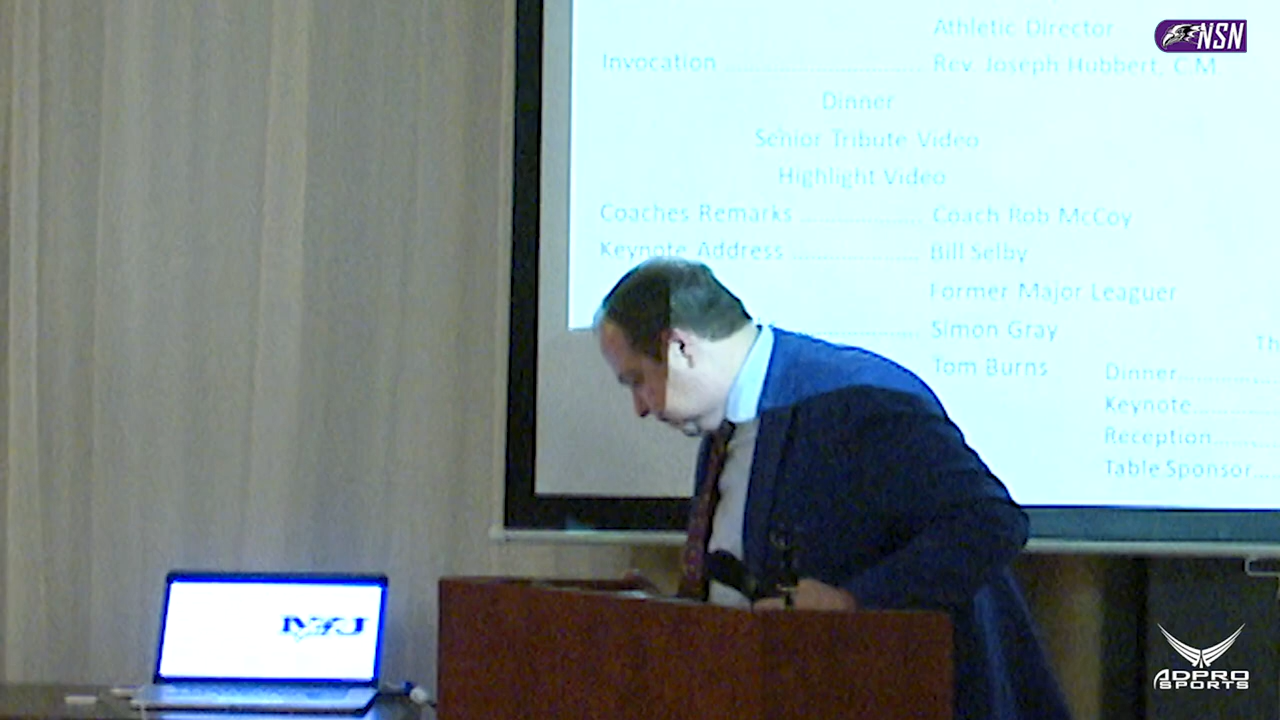 Athletic Director
NSN
Invocation ........................ Rev. Joseph Hubbert, C.M.
Dinner
Senior Tribute Video
Highlight Video
Coaches Remarks ............... Coach Rob McCoy
Keynote Address ............... Bill Selby
Former Major Leaguer
Simon Gray
Th
Tom Burns
Dinner...............
Keynote.............
Reception..........
Table Sponsor....
ADPRO
SPORTS